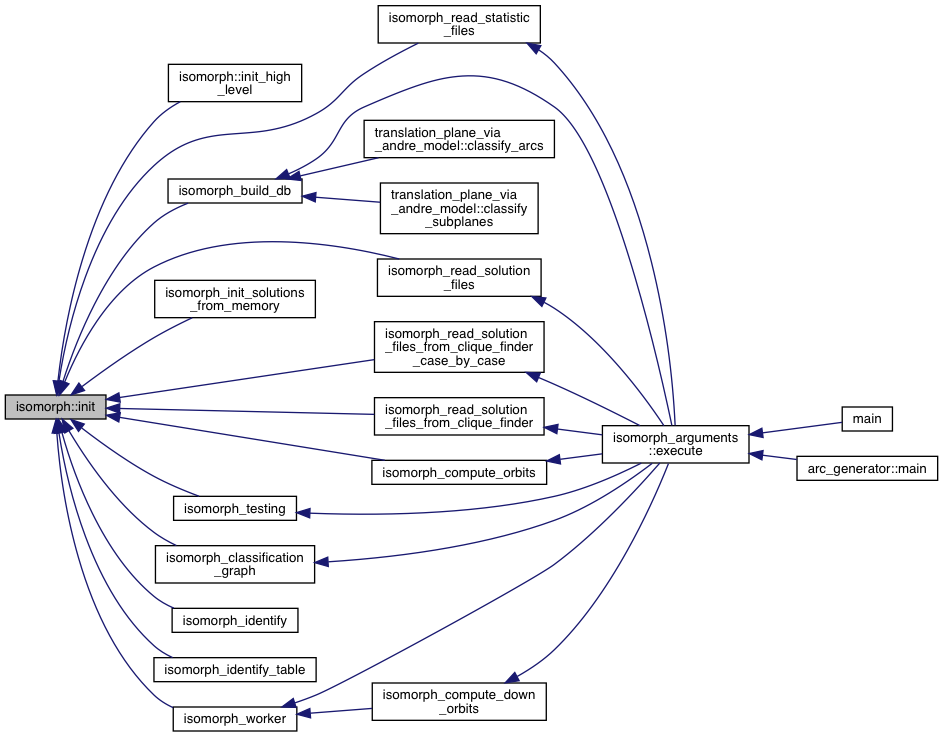 isomorph_read_statistic
_files
isomorph::init_high
_level
translation_plane_via
_andre_model::classify_arcs
isomorph_build_db
translation_plane_via
_andre_model::classify
_subplanes
isomorph_read_solution
_files
isomorph_init_solutions
_from_memory
isomorph_read_solution
_files_from_clique_finder
_case_by_case
isomorph::init
isomorph_read_solution
_files_from_clique_finder
main
isomorph_arguments
::execute
isomorph_compute_orbits
arc_generator::main
isomorph_testing
isomorph_classification
_graph
isomorph_identify
isomorph_identify_table
isomorph_compute_down
_orbits
isomorph_worker